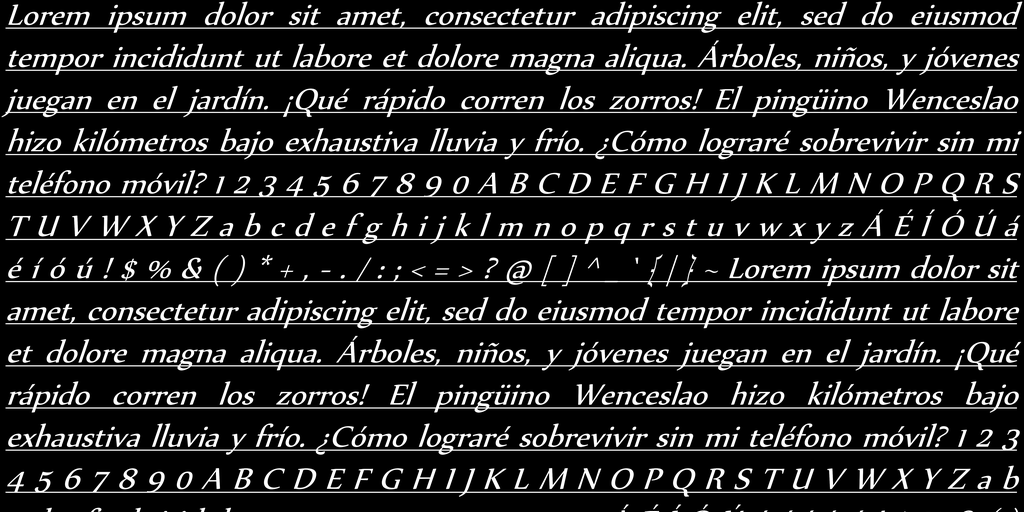 Lorem ipsum dolor sit amet, consectetur adipiscing elit, sed do eiusmod
tempor incididunt ut labore et dolore magna aliqua. Árboles, niños, y jóvenes
juegan en el jardín. ¡Qué rápido corren los zorros! El pingüino Wenceslao
hizo kilómetros bajo exhaustiva lluvia y frío. ¿Cómo lograré sobrevivir sin mi
teléfono móvil? 1 2 3 4 5 6 7 8 9 0 A B C D E F G H I J K L M N O P Q R S
T U V W X Y Z a b c d e f g h i j k l m n o p q r s t u v w x y z Á É Í Ó Ú á
é í ó ú ! $ % & ( ) * + , - . / : ; < = > ? @ [ ] ^ _ ` { | } ~ Lorem ipsum dolor sit
amet, consectetur adipiscing elit, sed do eiusmod tempor incididunt ut labore
et dolore magna aliqua. Árboles, niños, y jóvenes juegan en el jardín. ¡Qué
rápido corren los zorros! El pingüino Wenceslao hizo kilómetros bajo
exhaustiva lluvia y frío. ¿Cómo lograré sobrevivir sin mi teléfono móvil? 1 2 3
4 5 6 7 8 9 0 A B C D E F G H I J K L M N O P Q R S T U V W X Y Z a b